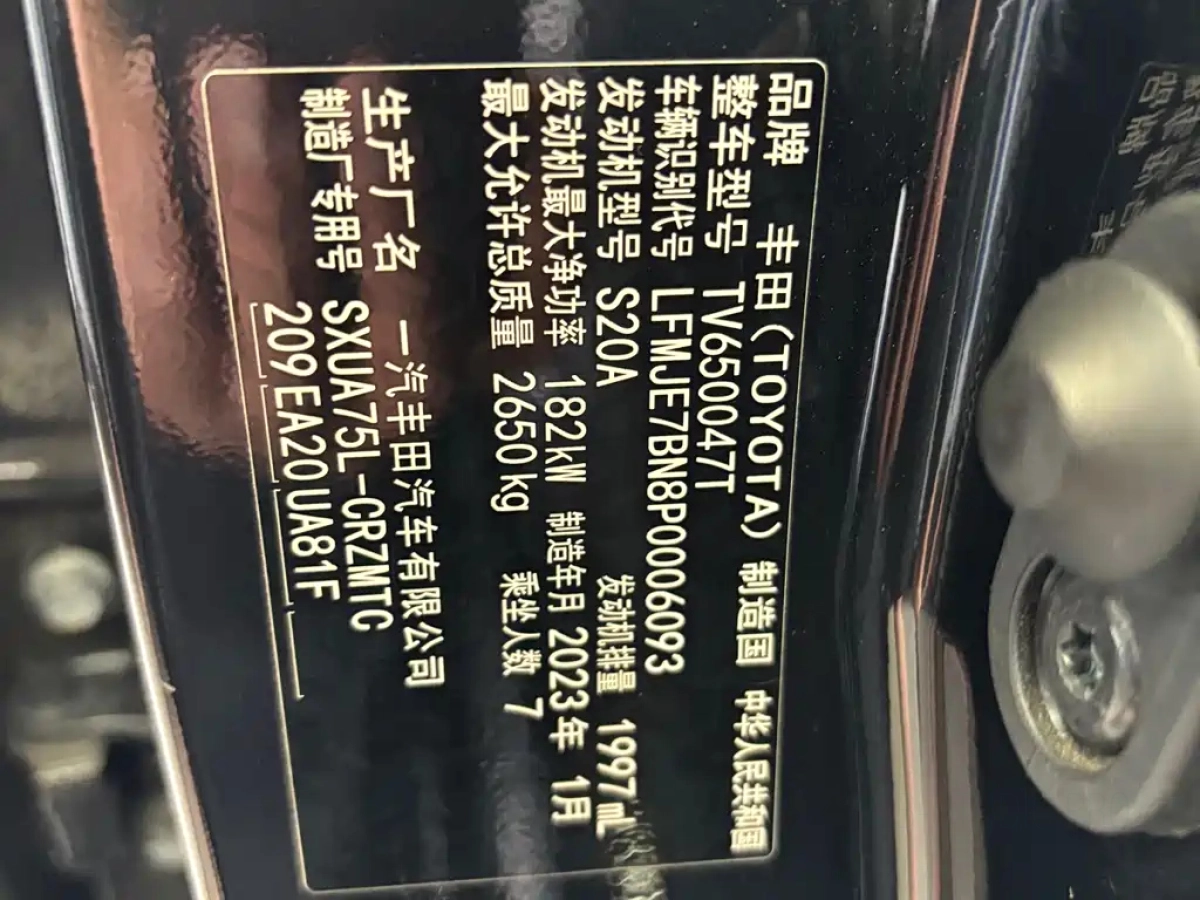 品牌 丰田(TOYOTA) 制造国 中华人民共和国
整车型号 TV650047T
车辆识别代号 LFMJE7BN8P0006093
发动机型号 S20A 发动机排量 1997mL
发动机最大净功率 182kW 制造年月 2023年 1月
最大允许总质量 2650kg 乘坐人数 7
生产厂名 一汽丰田汽车有限公司
制造厂专用号 SXUA75L-CRZMTC
209EA20UA81F